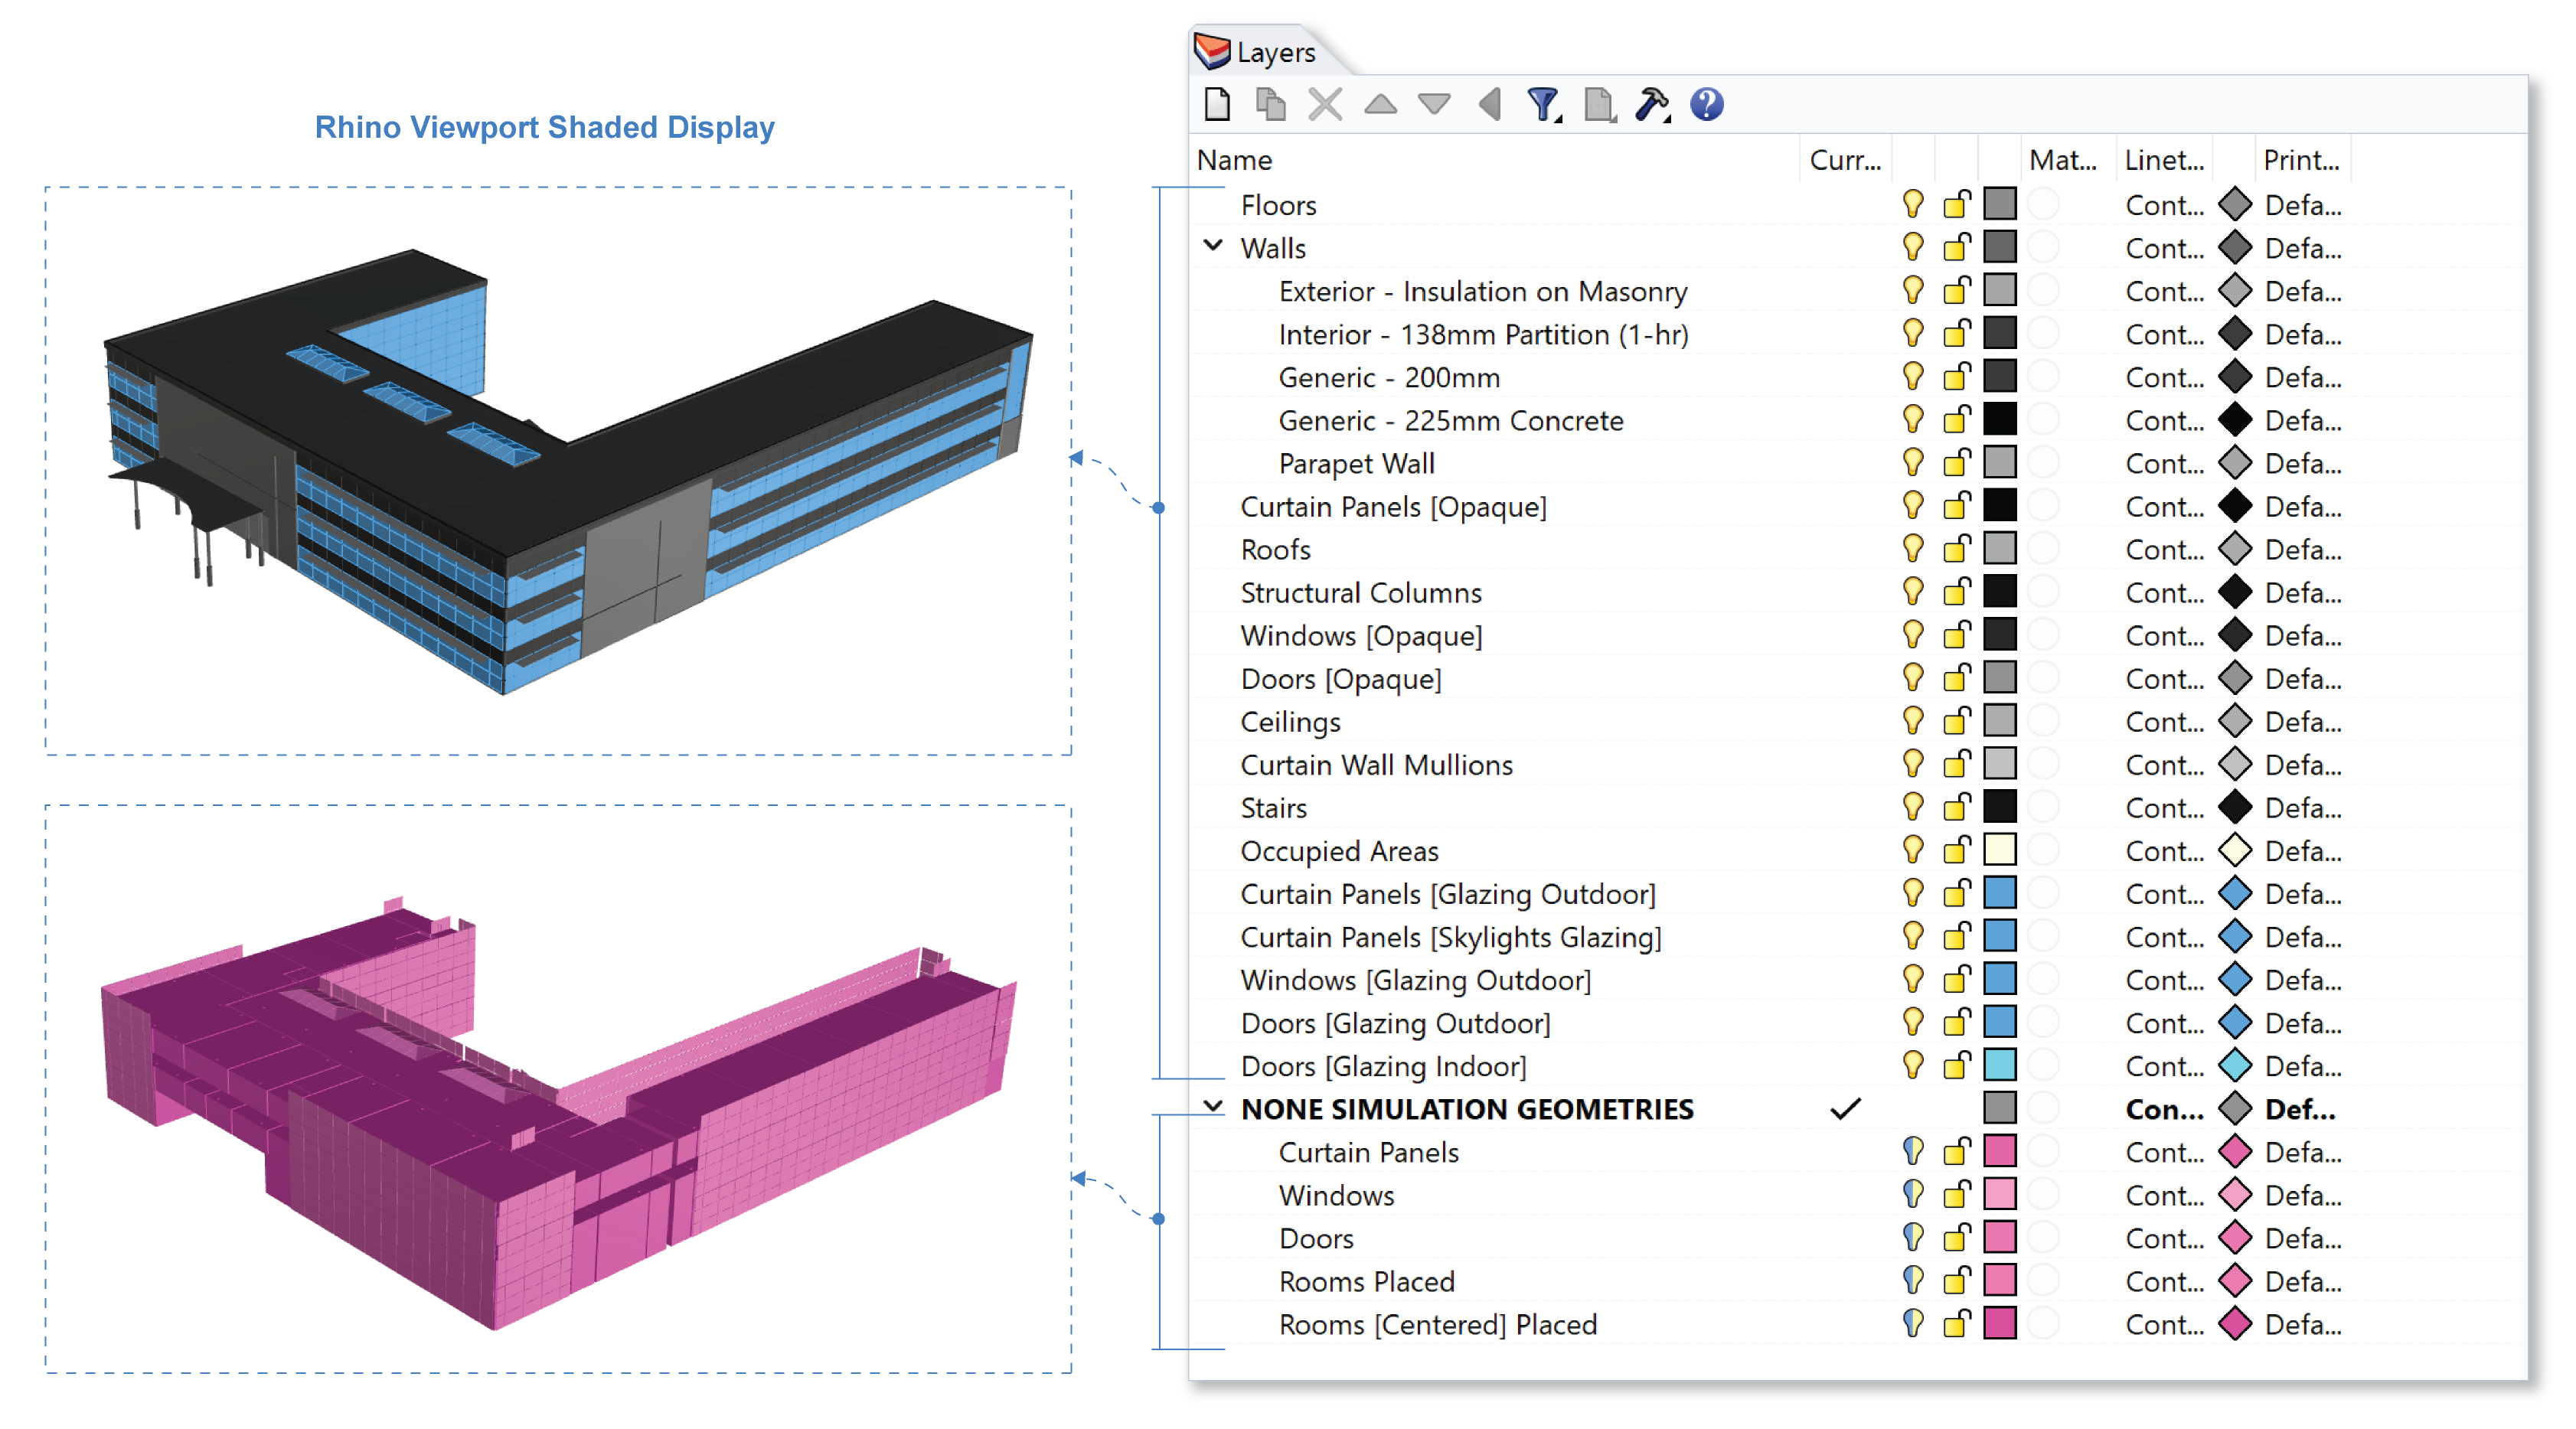 Rhino Viewport Shaded Display
Layers
Name Curr... Mat... Linet... Print...
Floors Cont... Defa...
Walls Cont... Defa...
Exterior - Insulation on Masonry Cont... Defa...
Interior - 138mm Partition (1-hr) Cont... Defa...
Generic - 200mm Cont... Defa...
Generic - 225mm Concrete Cont... Defa...
Parapet Wall Cont... Defa...
Curtain Panels [Opaque] Cont... Defa...
Roofs Cont... Defa...
Structural Columns Cont... Defa...
Windows [Opaque] Cont... Defa...
Doors [Opaque] Cont... Defa...
Ceilings Cont... Defa...
Curtain Wall Mullions Cont... Defa...
Stairs Cont... Defa...
Occupied Areas Cont... Defa...
Curtain Panels [Glazing Outdoor] Cont... Defa...
Curtain Panels [Skylights Glazing] Cont... Defa...
Windows [Glazing Outdoor] Cont... Defa...
Doors [Glazing Outdoor] Cont... Defa...
Doors [Glazing Indoor] Cont... Defa...
NONE SIMULATION GEOMETRIES Con... Def...
Curtain Panels Cont... Defa...
Windows Cont... Defa...
Doors Cont... Defa...
Rooms Placed Cont... Defa...
Rooms [Centered] Placed Cont... Defa...